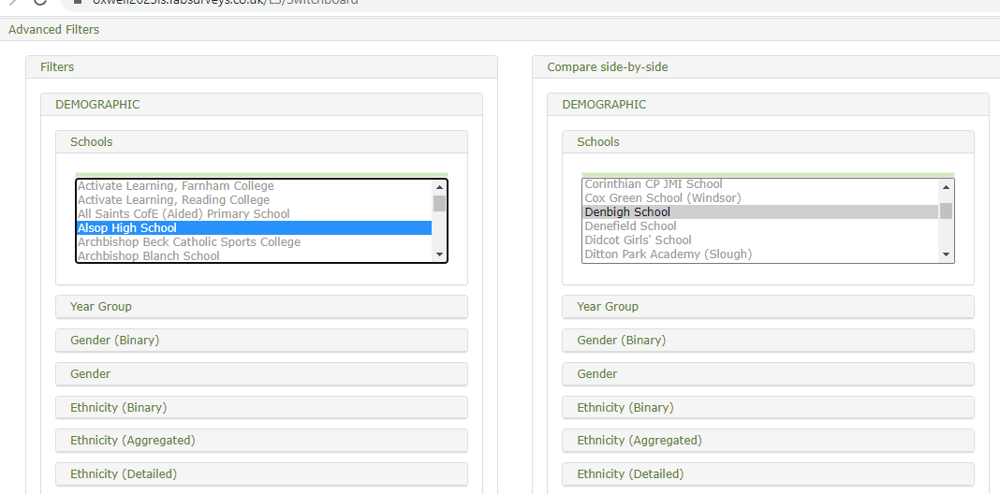 oxwell2023ls.fabsurveys.co.uk/LS/Switchboard
Advanced Filters
Filters
DEMOGRAPHIC
Schools
Activate Learning, Farnham College
Activate Learning, Reading College
All Saints CofE (Aided) Primary School
Alsop High School
Archbishop Beck Catholic Sports College
Archbishop Blanch School
Year Group
Gender (Binary)
Gender
Ethnicity (Binary)
Ethnicity (Aggregated)
Ethnicity (Detailed)
Compare side-by-side
DEMOGRAPHIC
Schools
Corinthian CP JMI School
Cox Green School (Windsor)
Denbigh School
Denefield School
Didcot Girls' School
Ditton Park Academy (Slough)
Year Group
Gender (Binary)
Gender
Ethnicity (Binary)
Ethnicity (Aggregated)
Ethnicity (Detailed)